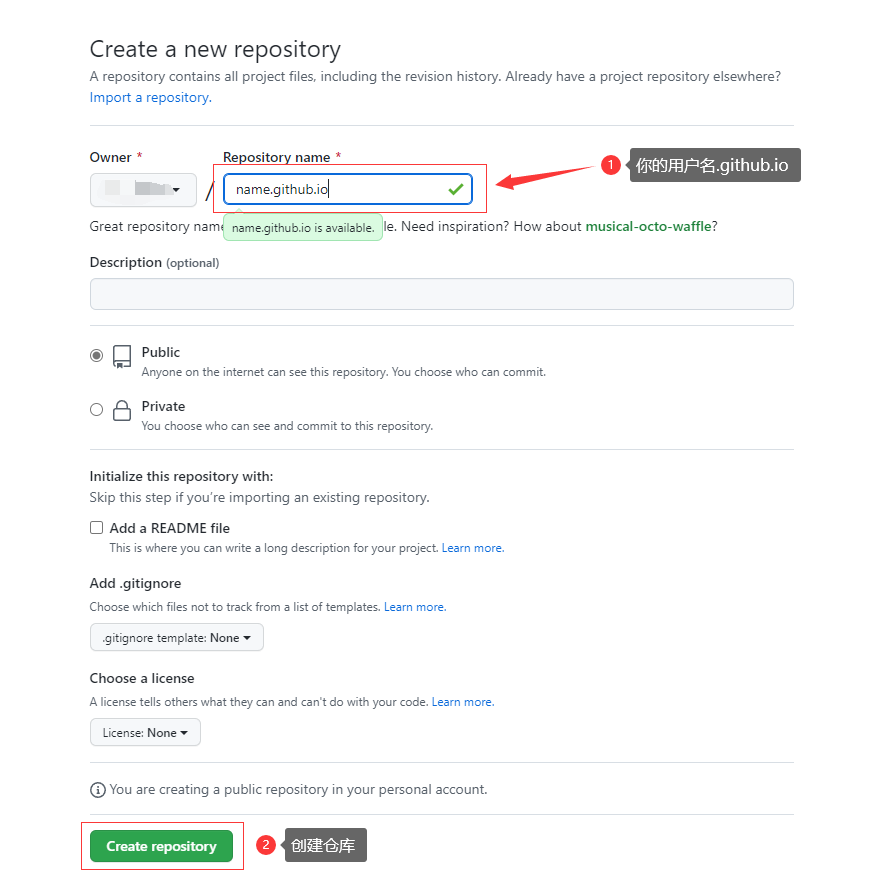 Create a new repository
A repository contains all project files, including the revision history. Already have a project repository elsewhere?
Import a repository.
Owner *
Repository name *
/
name.github.io
1
你的用户名.github.io
Great repository name
name.github.io is available.
le. Need inspiration? How about musical-octo-waffle?
Description (optional)
Public
Anyone on the internet can see this repository. You choose who can commit.
Private
You choose who can see and commit to this repository.
Initialize this repository with:
Skip this step if you’re importing an existing repository.
Add a README file
This is where you can write a long description for your project. Learn more.
Add .gitignore
Choose which files not to track from a list of templates. Learn more.
.gitignore template: None
Choose a license
A license tells others what they can and can't do with your code. Learn more.
License: None
You are creating a public repository in your personal account.
Create repository
2
创建仓库